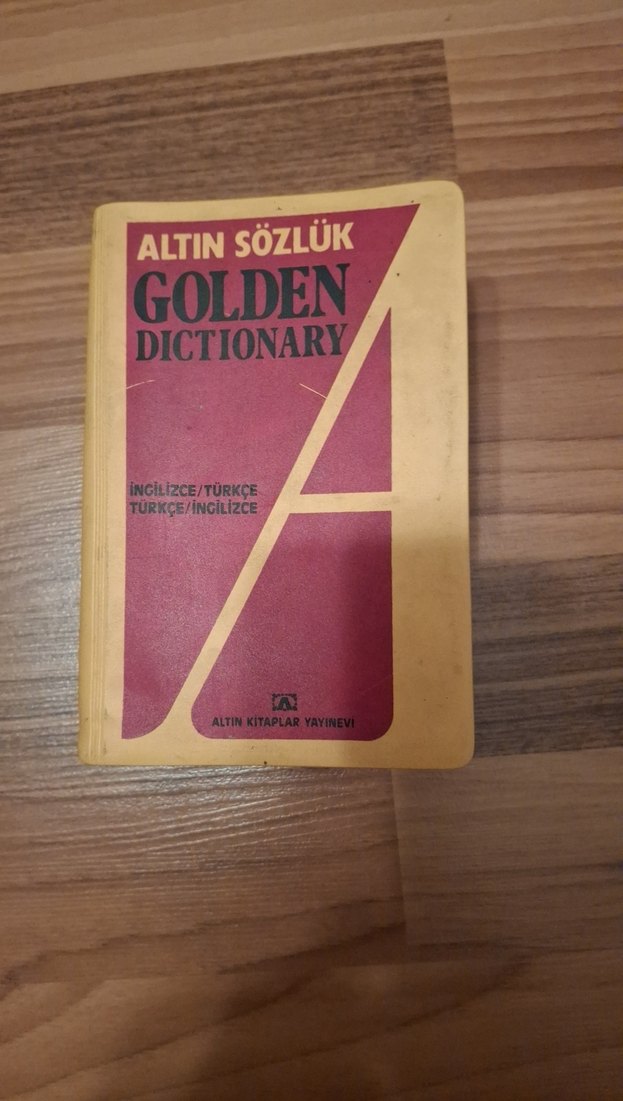 ALTIN SÖZLÜK
GOLDEN
DICTIONARY
İNGİLİZCE/TÜRKÇE
TÜRKÇE/İNGİLİZCE
ALTIN KİTAPLAR YAYINEVİ